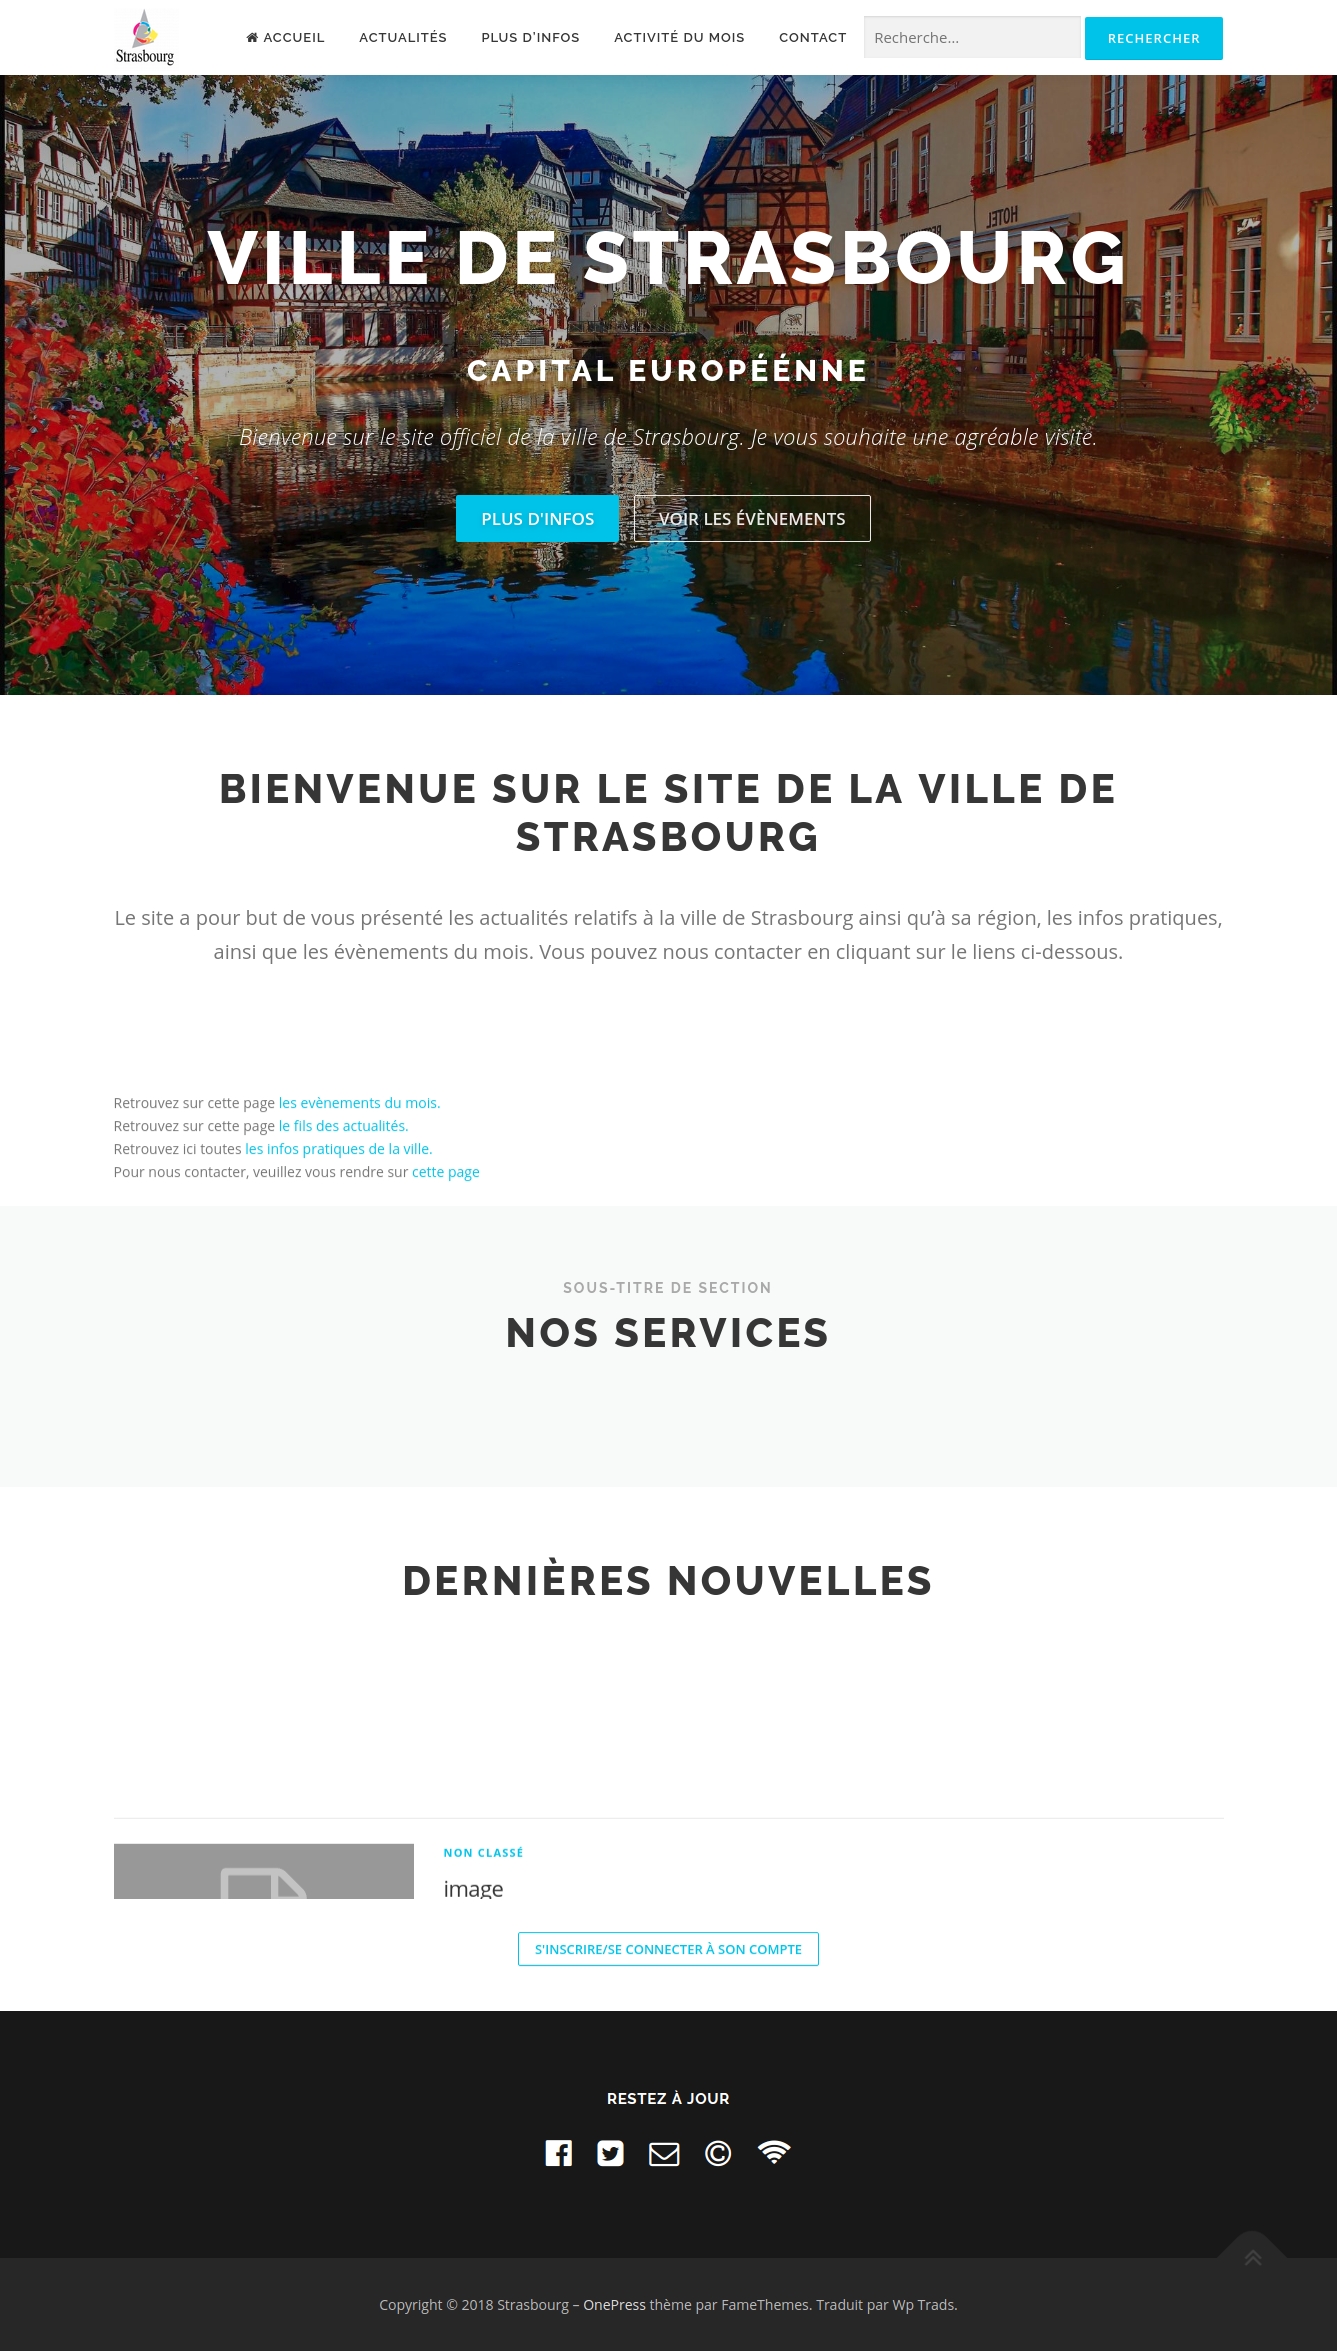 Strasbourg
ACCUEIL
ACTUALITÉS
PLUS D'INFOS
ACTIVITÉ DU MOIS
CONTACT
Recherche...
RECHERCHER
HOTEL
VILLE DE STRASBOURG
CAPITAL EUROPÉÉNNE
Bienvenue sur le site officiel de la ville de Strasbourg. Je vous souhaite une agréable visite.
PLUS D'INFOS
VOIR LES ÉVÈNEMENTS
BIENVENUE SUR LE SITE DE LA VILLE DE
STRASBOURG
Le site a pour but de vous présenté les actualités relatifs à la ville de Strasbourg ainsi qu’à sa région, les infos pratiques,
ainsi que les évènements du mois. Vous pouvez nous contacter en cliquant sur le liens ci-dessous.
Retrouvez sur cette page les evènements du mois.
Retrouvez sur cette page le fils des actualités.
Retrouvez ici toutes les infos pratiques de la ville.
Pour nous contacter, veuillez vous rendre sur cette page
SOUS-TITRE DE SECTION
NOS SERVICES
DERNIÈRES NOUVELLES
NON CLASSÉ
image
S'INSCRIRE/SE CONNECTER À SON COMPTE
RESTEZ À JOUR
Copyright © 2018 Strasbourg – OnePress thème par FameThemes. Traduit par Wp Trads.